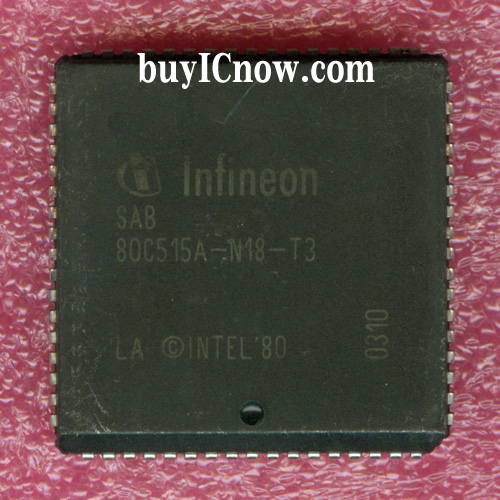 buyICnow.com
Infineon
SAB
80C515A-N18-T3
LA ©INTEL'80
0310